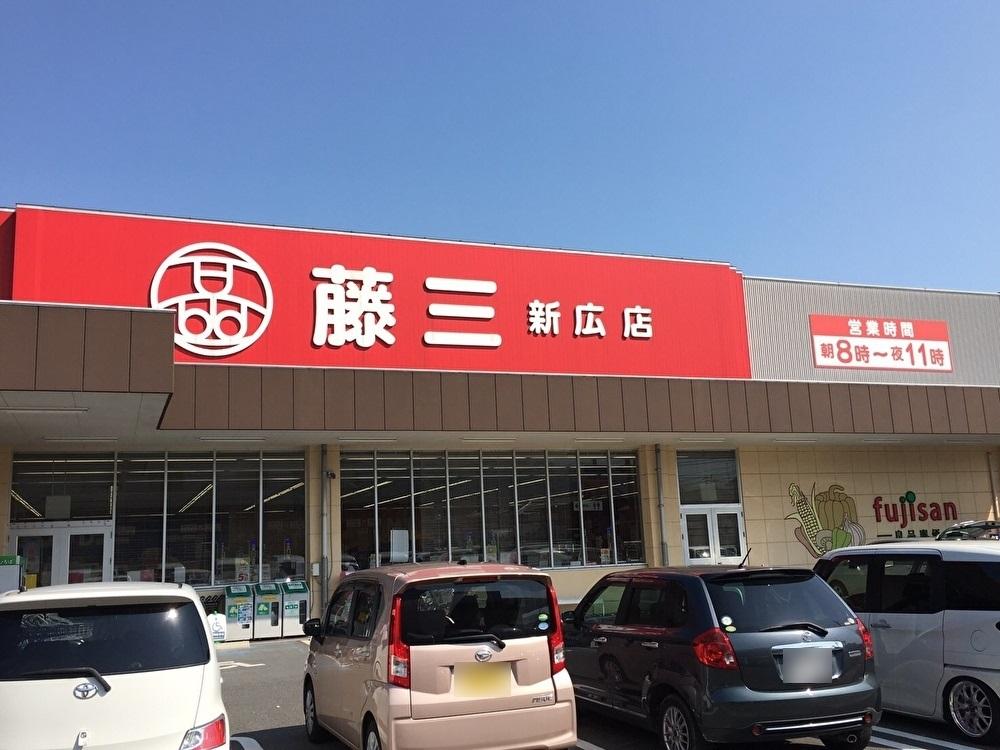 藤三 新広店
営業時間
朝8時〜夜11時
fujisan